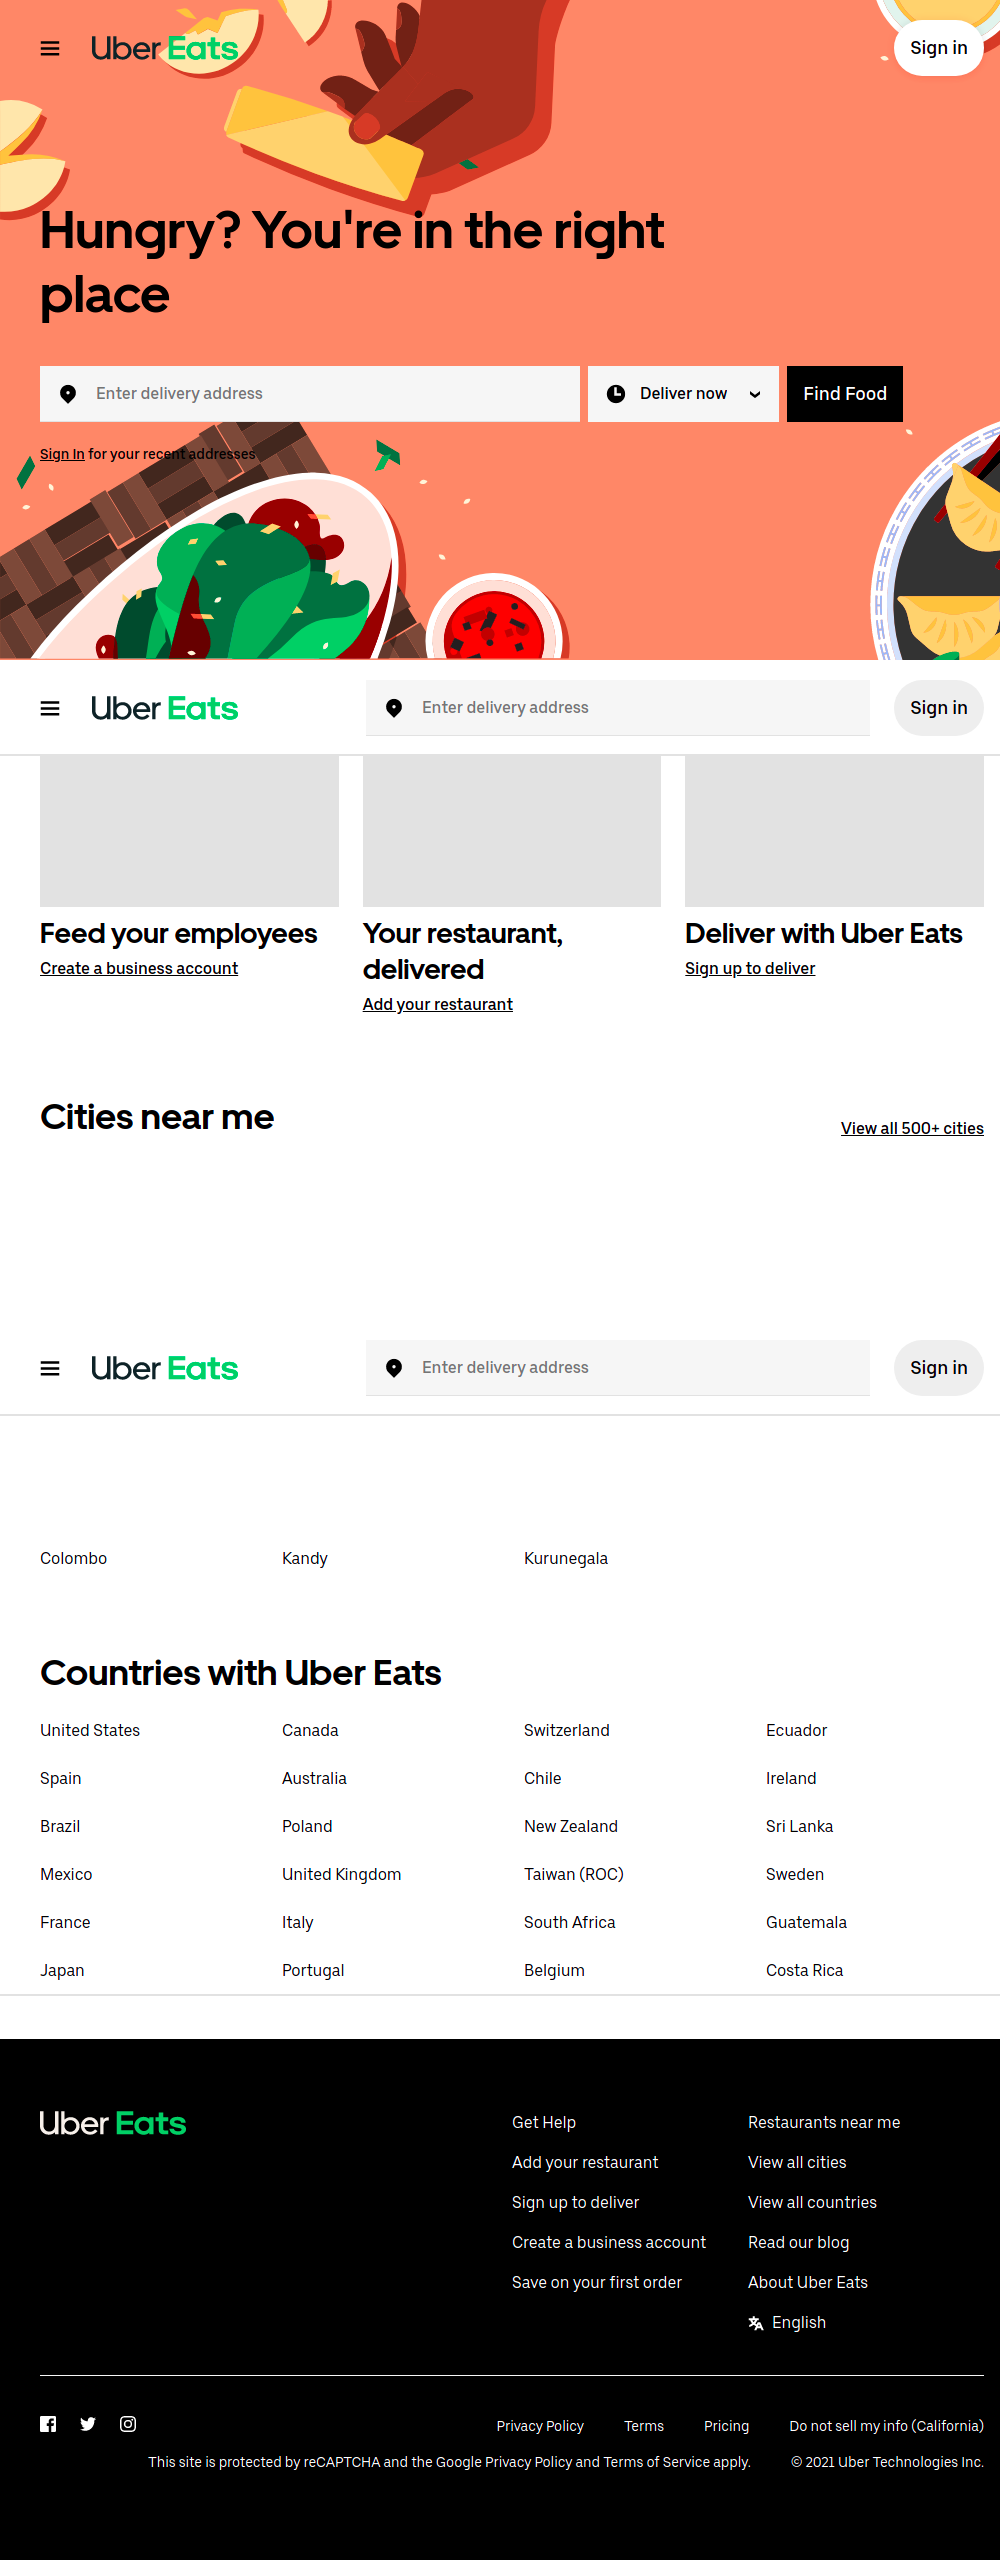 Uber Eats
Sign in
Hungry? You're in the right
place
Enter delivery address
Deliver now
Find Food
Sign In for your recent addresses
Uber Eats
Enter delivery address
Sign in
Feed your employees
Create a business account
Your restaurant,
delivered
Add your restaurant
Deliver with Uber Eats
Sign up to deliver
Cities near me
View all 500+ cities
Uber Eats
Enter delivery address
Sign in
Colombo
Kandy
Kurunegala
Countries with Uber Eats
United States
Canada
Switzerland
Ecuador
Spain
Australia
Chile
Ireland
Brazil
Poland
New Zealand
Sri Lanka
Mexico
United Kingdom
Taiwan (ROC)
Sweden
France
Italy
South Africa
Guatemala
Japan
Portugal
Belgium
Costa Rica
Uber Eats
Get Help
Add your restaurant
Sign up to deliver
Create a business account
Save on your first order
Restaurants near me
View all cities
View all countries
Read our blog
About Uber Eats
English
Privacy Policy
Terms
Pricing
Do not sell my info (California)
This site is protected by reCAPTCHA and the Google Privacy Policy and Terms of Service apply.
© 2021 Uber Technologies Inc.